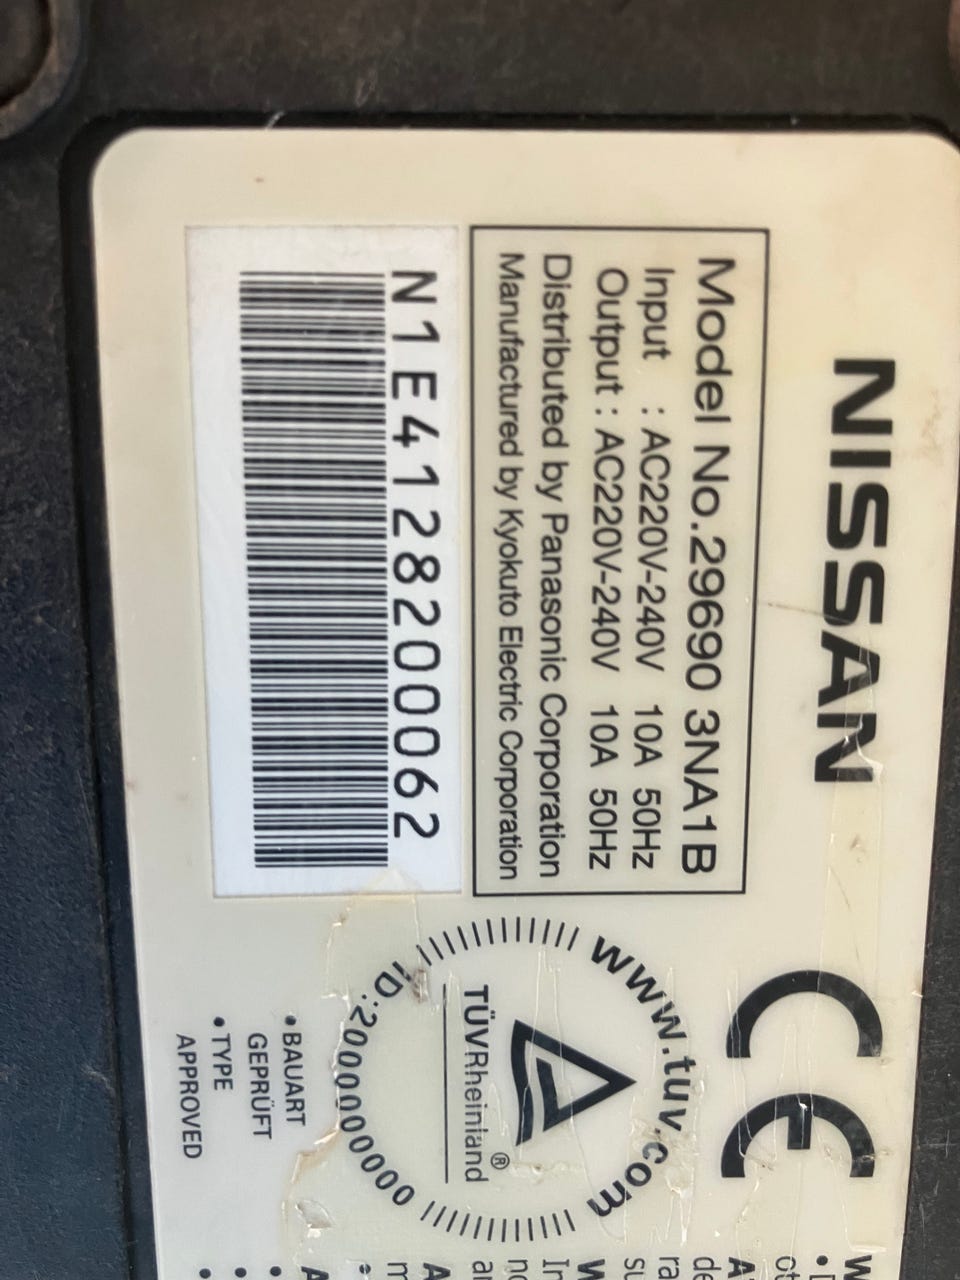 NISSAN
Model No.29690 3NA1B
Input : AC220V-240V 10A 50Hz
Output : AC220V-240V 10A 50Hz
Distributed by Panasonic Corporation
Manufactured by Kyokuto Electric Corporation
N1E412820062
CE
www.tuv.com
TÜVRheinland®
iD:2000000000
•BAUART
GEPRÜFT
•TYPE
APPROVED